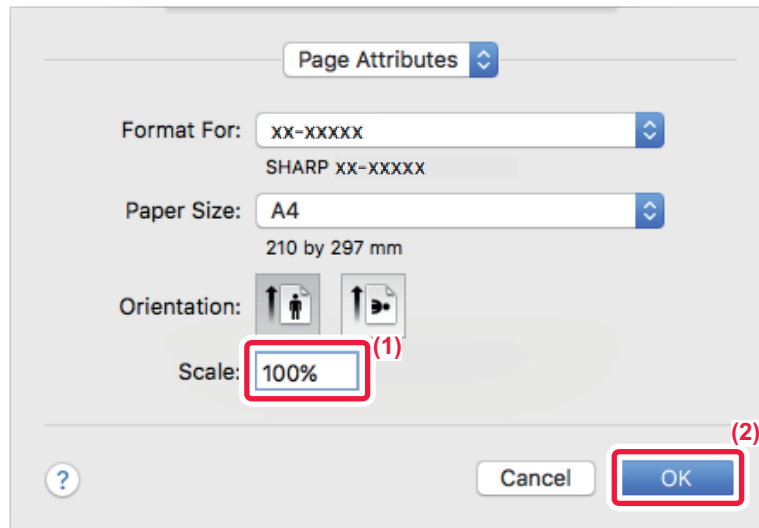 Page Attributes
Format For: xx-xxxxx
SHARP xx-xxxxx
Paper Size: A4
210 by 297 mm
Orientation:
(1)
Scale: 100%
(2)
? Cancel OK